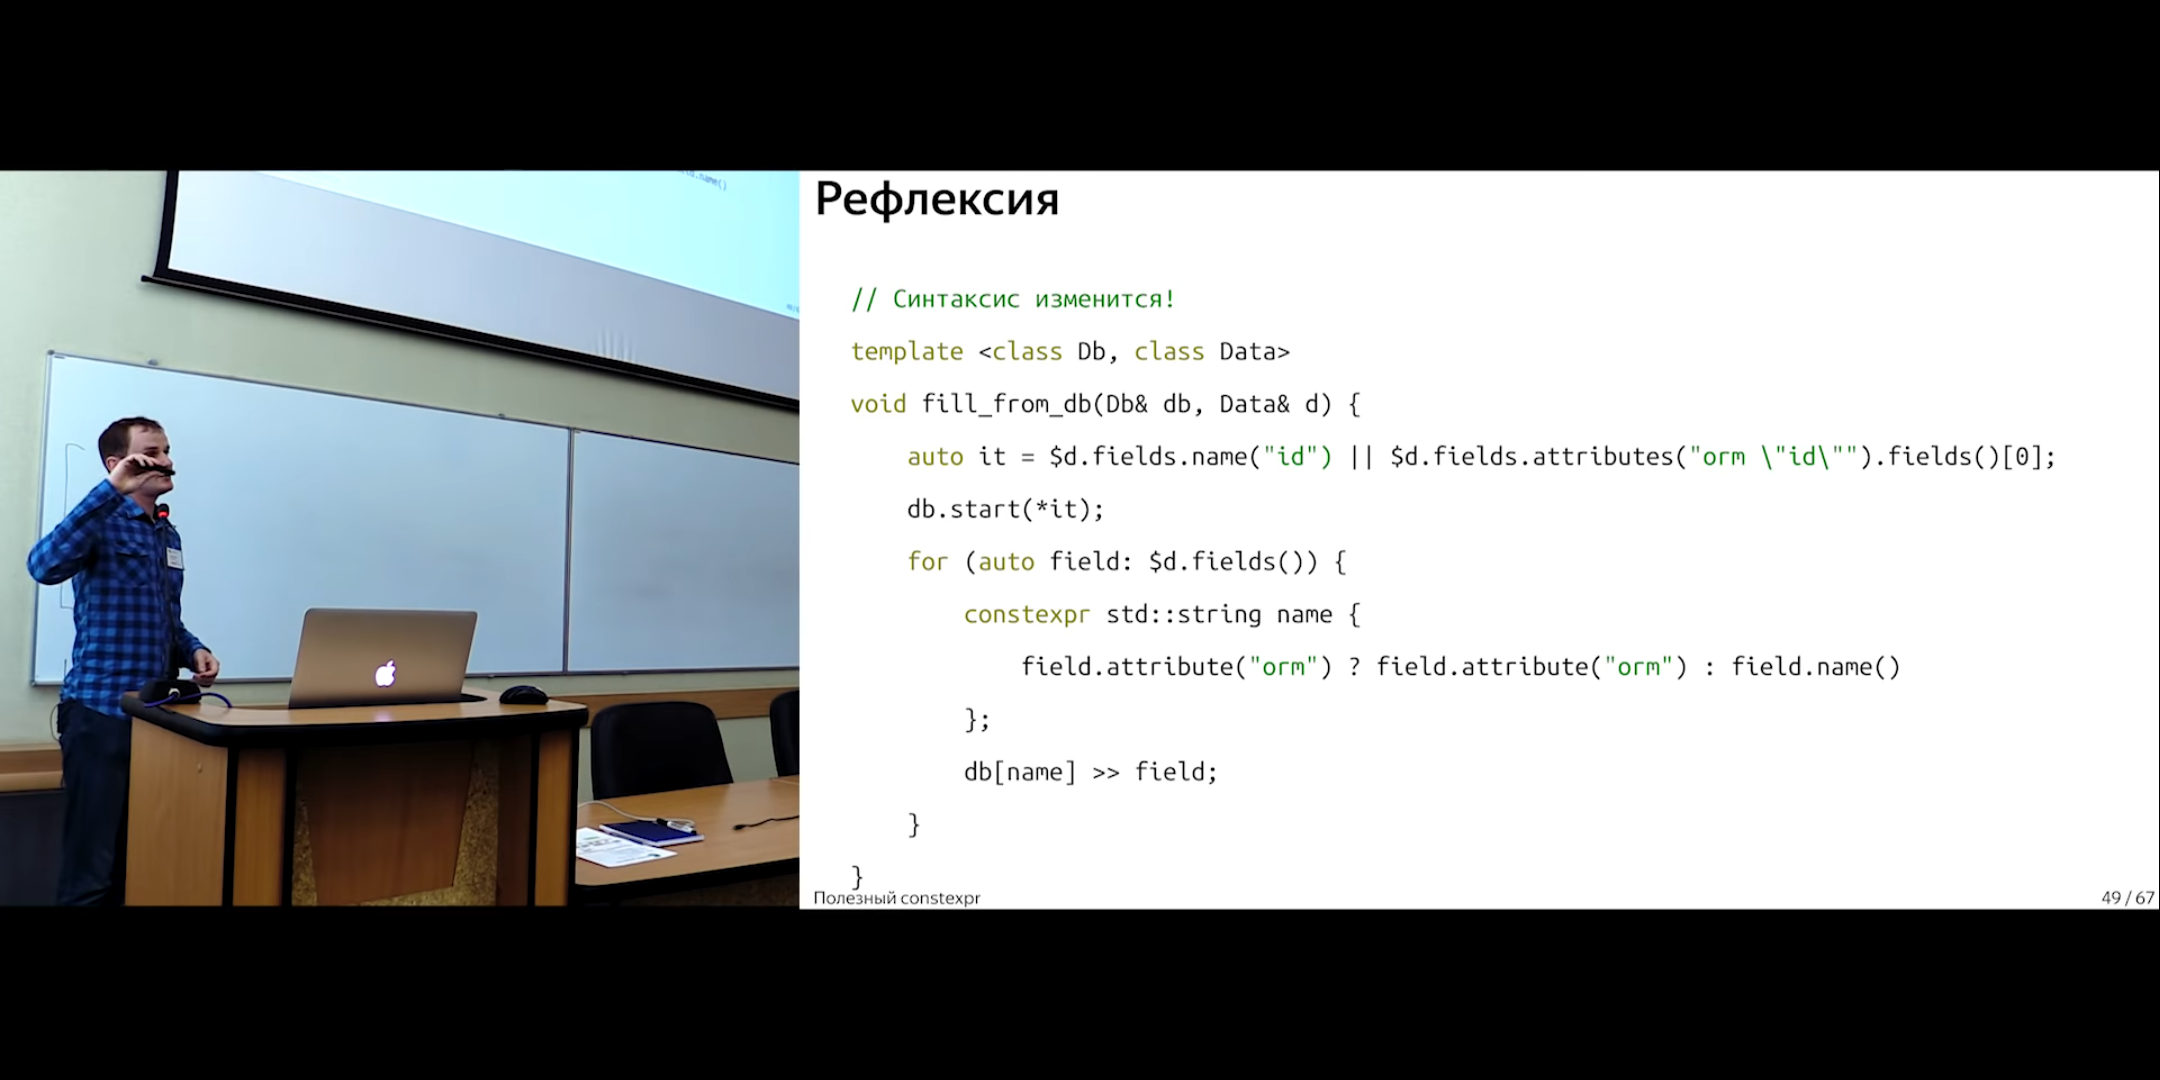 d.name()
Рефлексия
// Синтаксис изменится!
template <class Db, class Data>
void fill_from_db(Db& db, Data& d) {
auto it = $d.fields.name("id") || $d.fields.attributes("orm \"id\"").fields()[0];
db.start(*it);
for (auto field: $d.fields()) {
constexpr std::string name {
field.attribute("orm") ? field.attribute("orm") : field.name()
};
db[name] >> field;
}
}
Полезный constexpr
49 / 67